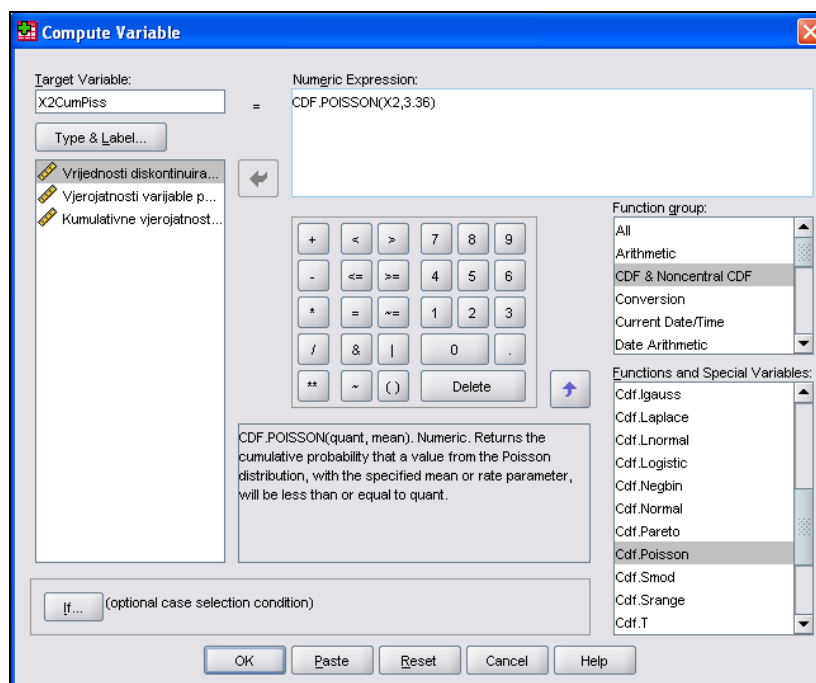 Compute Variable
Target Variable:
X2CumPiss
=
Numeric Expression:
CDF.POISSON(X2,3.36)
Type & Label...
Vrijednosti diskontinuira...
Vjerojatnosti varijable p...
Kumulativne vjerojatnost...
+ < > 7 8 9
- <= >= 4 5 6
* = ~= 1 2 3
/ & | 0 .
** ~ ( ) Delete
CDF.POISSON(quant, mean). Numeric. Returns the
cumulative probability that a value from the Poisson
distribution, with the specified mean or rate parameter,
will be less than or equal to quant.
Function group:
All
Arithmetic
CDF & Noncentral CDF
Conversion
Current Date/Time
Date Arithmetic
Functions and Special Variables:
Cdf.Igauss
Cdf.Laplace
Cdf.Lnormal
Cdf.Logistic
Cdf.Negbin
Cdf.Normal
Cdf.Pareto
Cdf.Poisson
Cdf.Smod
Cdf.Srange
Cdf.T
If... (optional case selection condition)
OK Paste Reset Cancel Help